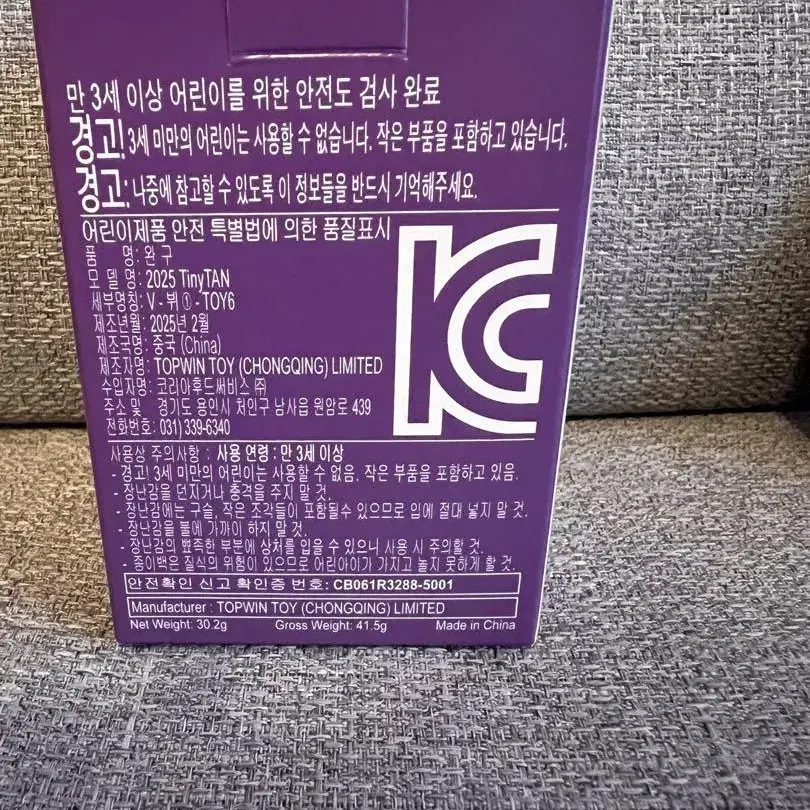 만 3세 이상 어린이를 위한 안전도 검사 완료
경고! 3세 미만의 어린이는 사용할 수 없습니다. 작은 부품을 포함하고 있습니다.
경고: 나중에 참고할 수 있도록 이 정보들을 반드시 기억해주세요.
어린이제품 안전 특별법에 의한 품질표시
품 명: 완 구
모 델 명: 2025 TinyTAN
세부명칭: V - 뷔 ① - TOY6
제조년월: 2025년 2월
제조국명: 중국 (China)
제조자명: TOPWIN TOY (CHONGQING) LIMITED
수입자명: 코리아후드써비스 ㈜
주소 및 경기도 용인시 처인구 남사읍 원암로 439
전화번호: 031) 339-6340
KC
사용상 주의사항 : 사용 연령 : 만 3세 이상
- 경고! 3세 미만의 어린이는 사용할 수 없음. 작은 부품을 포함하고 있음.
- 장난감을 던지거나 충격을 주지 말 것.
- 장난감에는 구슬, 작은 조각들이 포함될수 있으므로 입에 절대 넣지 말 것.
- 장난감을 불에 가까이 하지 말 것.
- 장난감의 뾰족한 부분에 상처를 입을 수 있으니 사용 시 주의할 것.
- 종이백은 질식의 위험이 있으므로 어린아이가 가지고 놀지 못하게 할 것.
안전확인 신고 확인증 번호: CB061R3288-5001
Manufacturer : TOPWIN TOY (CHONGQING) LIMITED
Net Weight: 30.2g Gross Weight: 41.5g Made in China